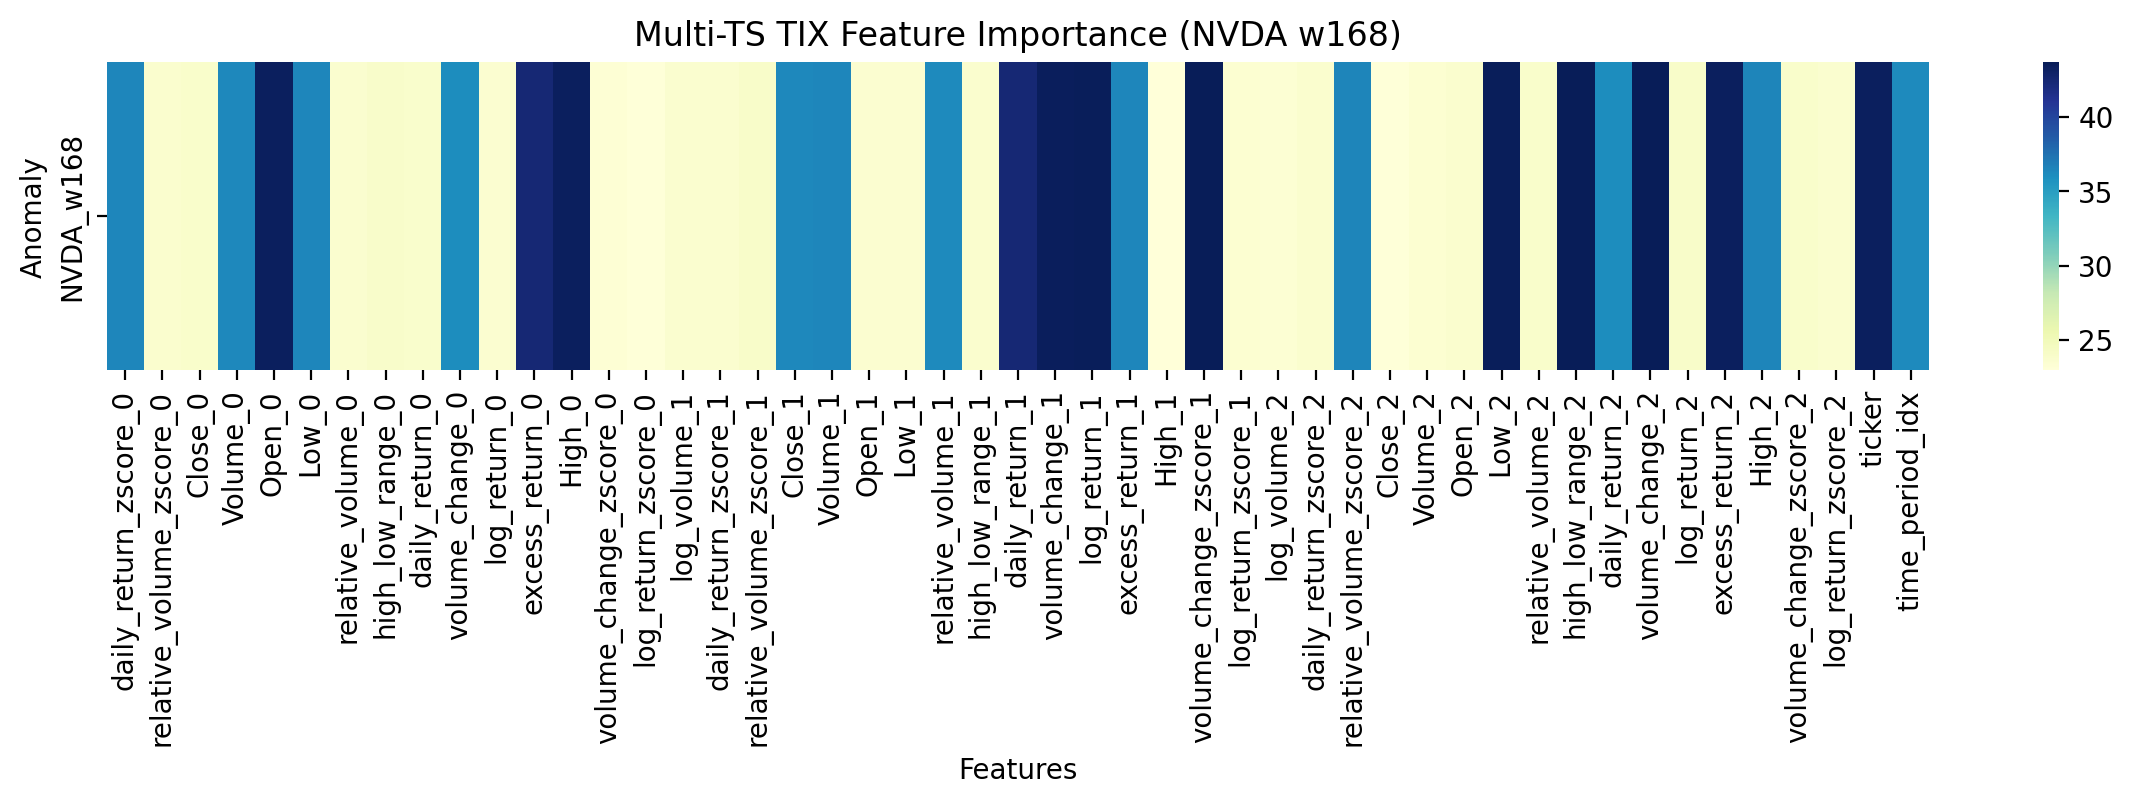 Multi-TS TIX Feature Importance (NVDA w168)
Anomaly
NVDA_w168
40
35
30
25
daily_return_zscore_0
relative_volume_zscore_0
Close_0
Volume_0
Open_0
Low_0
relative_volume_0
high_low_range_0
daily_return_0
volume_change_0
log_return_0
excess_return_0
High_0
volume_change_zscore_0
log_return_zscore_0
log_volume_1
daily_return_zscore_1
relative_volume_zscore_1
Close_1
Volume_1
Open_1
Low_1
relative_volume_1
high_low_range_1
daily_return_1
volume_change_1
log_return_1
excess_return_1
High_1
volume_change_zscore_1
log_return_zscore_1
log_volume_2
daily_return_zscore_2
relative_volume_zscore_2
Close_2
Volume_2
Open_2
Low_2
relative_volume_2
high_low_range_2
daily_return_2
volume_change_2
log_return_2
excess_return_2
High_2
volume_change_zscore_2
log_return_zscore_2
ticker
time_period_idx
Features